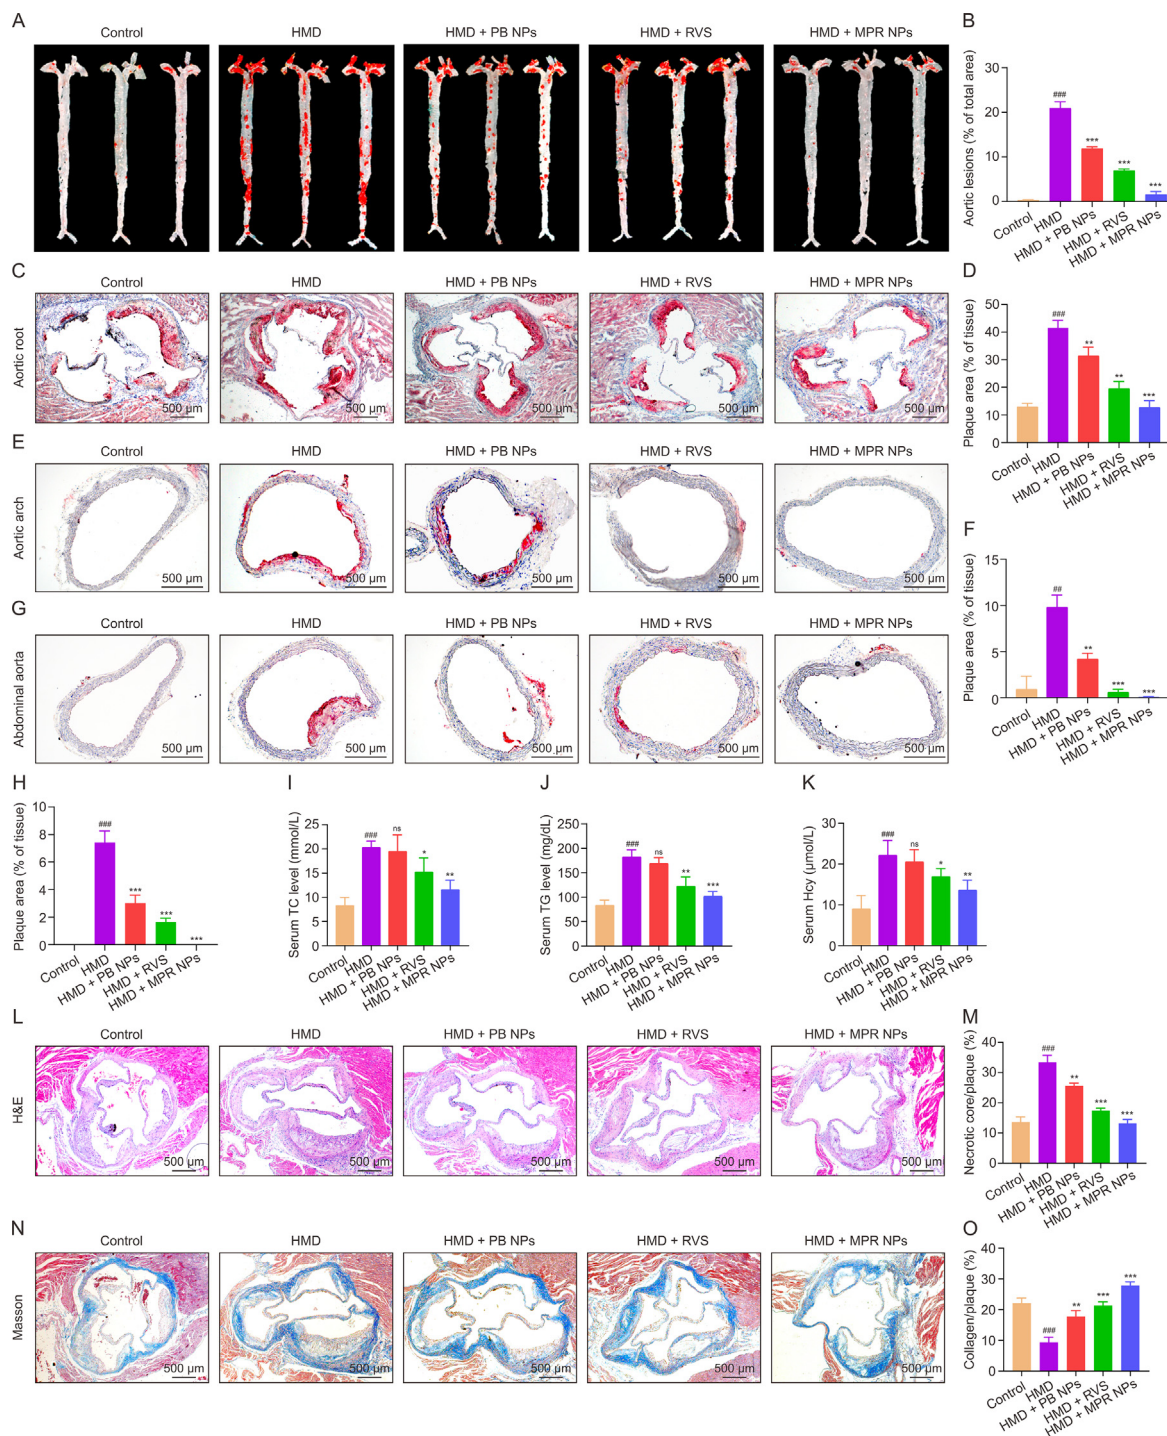 A
Control
HMD
HMD + PB NPs
HMD + RVS
HMD + MPR NPs
B
Aortic lesions (% of total area)
30
20
10
0
###
***
***
***
Control
HMD
HMD + PB NPs
HMD + RVS
HMD + MPR NPs
C
Control
HMD
HMD + PB NPs
HMD + RVS
HMD + MPR NPs
Aortic root
500 µm
500 µm
500 µm
500 µm
500 µm
D
Plaque area (% of tissue)
50
40
30
20
10
0
###
**
**
***
Control
HMD
HMD + PB NPs
HMD + RVS
HMD + MPR NPs
E
Control
HMD
HMD + PB NPs
HMD + RVS
HMD + MPR NPs
Aortic arch
500 µm
500 µm
500 µm
500 µm
500 µm
F
Plaque area (% of tissue)
15
10
5
0
##
**
***
***
Control
HMD
HMD + PB NPs
HMD + RVS
HMD + MPR NPs
G
Control
HMD
HMD + PB NPs
HMD + RVS
HMD + MPR NPs
Abdominal aorta
500 µm
500 µm
500 µm
500 µm
500 µm
H
Plaque area (% of tissue)
10
8
6
4
2
0
###
***
***
***
Control
HMD
HMD + PB NPs
HMD + RVS
HMD + MPR NPs
I
Serum TC level (mmol/L)
25
20
15
10
5
0
###
ns
*
**
Control
HMD
HMD + PB NPs
HMD + RVS
HMD + MPR NPs
J
Serum TG level (mg/dL)
250
200
150
100
50
0
###
ns
**
***
Control
HMD
HMD + PB NPs
HMD + RVS
HMD + MPR NPs
K
Serum Hcy (µmol/L)
30
20
10
0
###
ns
*
**
Control
HMD
HMD + PB NPs
HMD + RVS
HMD + MPR NPs
L
Control
HMD
HMD + PB NPs
HMD + RVS
HMD + MPR NPs
H&E
500 µm
500 µm
500 µm
500 µm
500 µm
M
Necrotic core/plaque (%)
40
30
20
10
0
###
**
***
***
Control
HMD
HMD + PB NPs
HMD + RVS
HMD + MPR NPs
N
Control
HMD
HMD + PB NPs
HMD + RVS
HMD + MPR NPs
Masson
500 µm
500 µm
500 µm
500 µm
500 µm
O
Collagen/plaque (%)
40
30
20
10
0
###
**
***
***
Control
HMD
HMD + PB NPs
HMD + RVS
HMD + MPR NPs